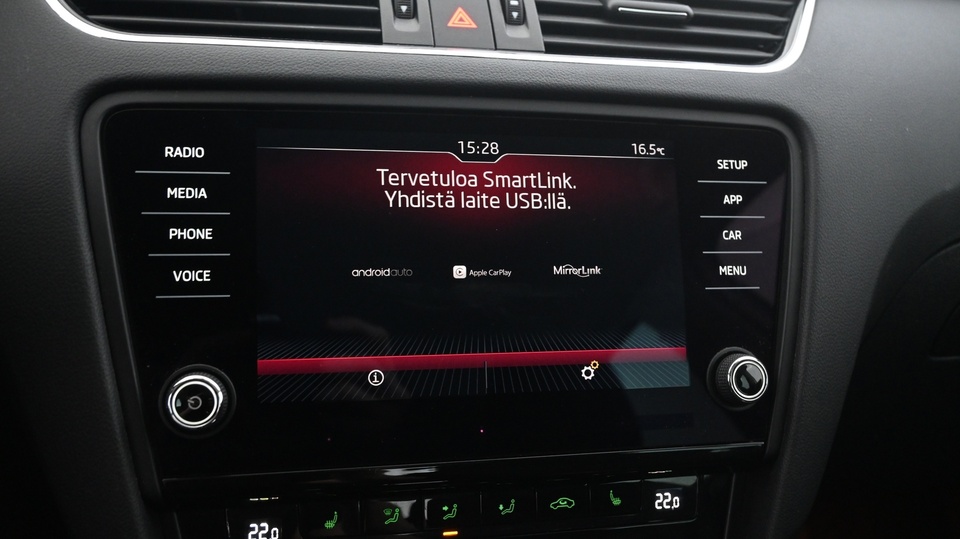 15:28
16.5°C
Tervetuloa SmartLink.
Yhdistä laite USB:llä.
androidauto
Apple CarPlay
MirrorLink
RADIO
MEDIA
PHONE
VOICE
SETUP
APP
CAR
MENU
22.0
22.0